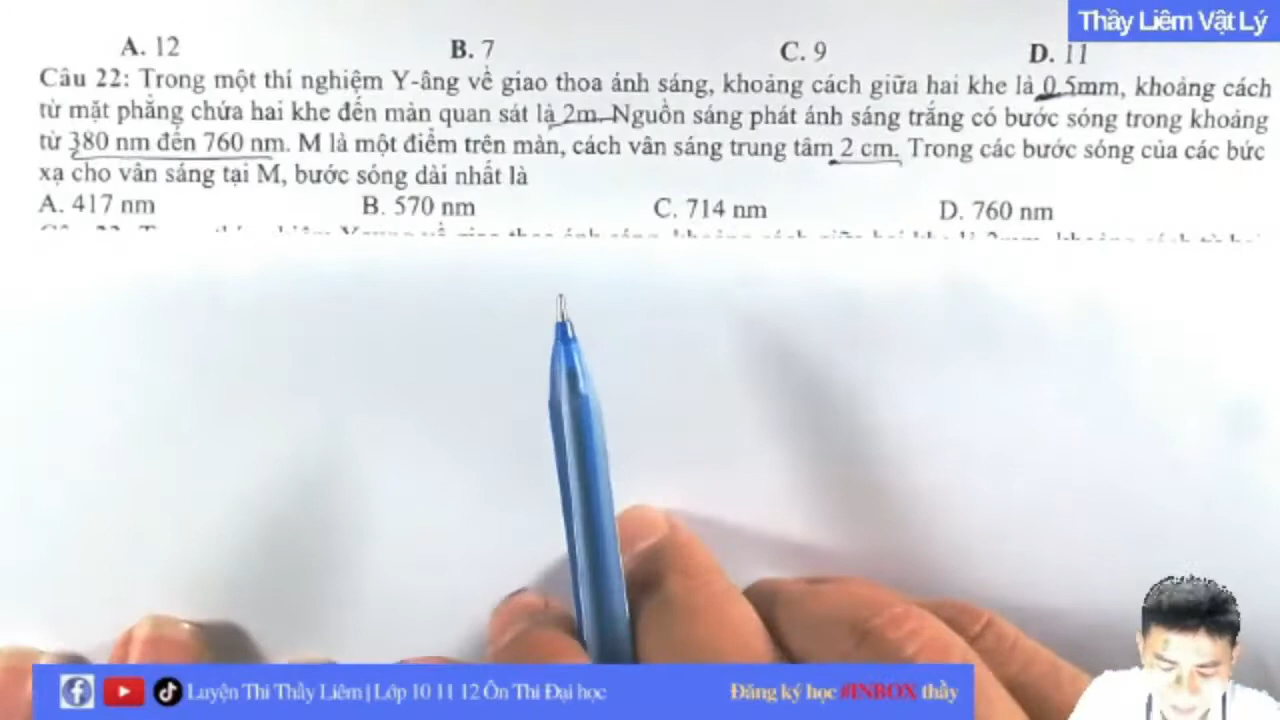 Thầy Liêm Vật Lý
A. 12 B. 7 C. 9 D. 11
Câu 22: Trong một thí nghiệm Y-âng về giao thoa ánh sáng, khoảng cách giữa hai khe là 0,5mm, khoảng cách
từ mặt phẳng chứa hai khe đến màn quan sát là 2m. Nguồn sáng phát ánh sáng trắng có bước sóng trong khoảng
từ 380 nm đến 760 nm. M là một điểm trên màn, cách vân sáng trung tâm 2 cm. Trong các bước sóng của các bức
xạ cho vân sáng tại M, bước sóng dài nhất là
A. 417 nm B. 570 nm C. 714 nm D. 760 nm
Luyện Thi Thầy Liêm | Lớp 10 11 12 Ôn Thi Đại học Đăng ký học #INBOX thầy